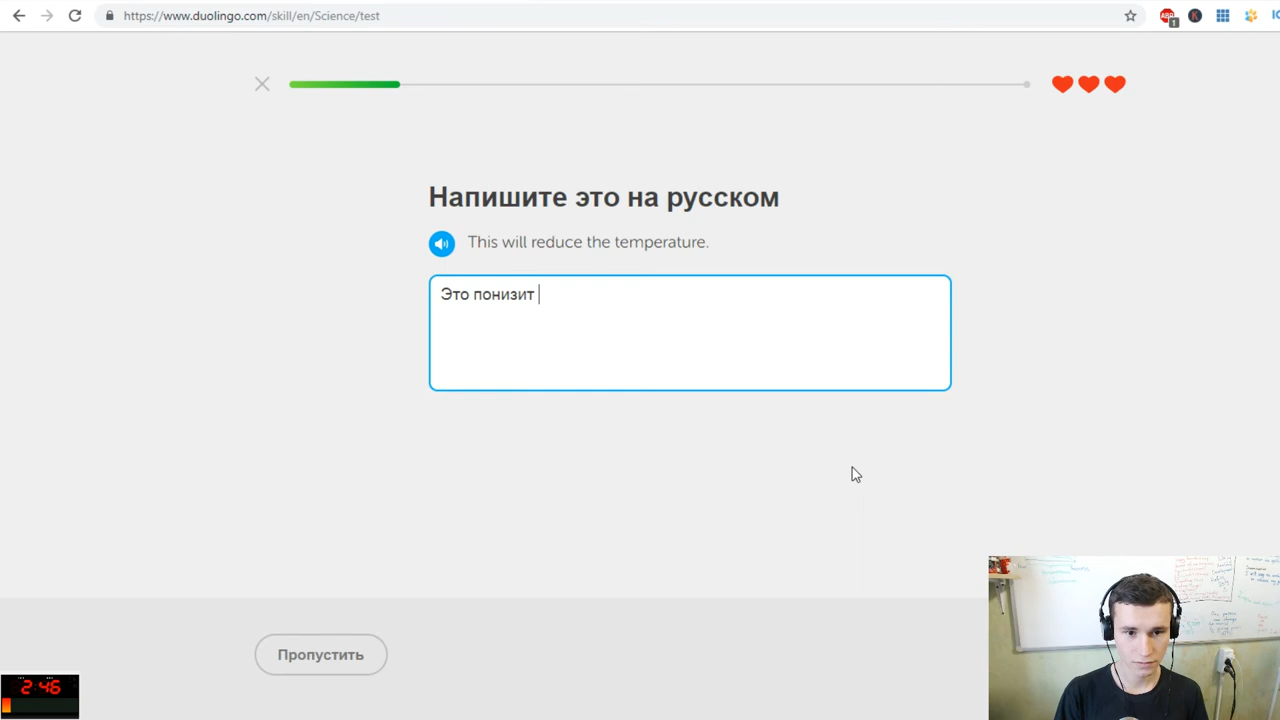 https://www.duolingo.com/skill/en/Science/test
Напишите это на русском
This will reduce the temperature.
Это понизит
Пропустить
2:46